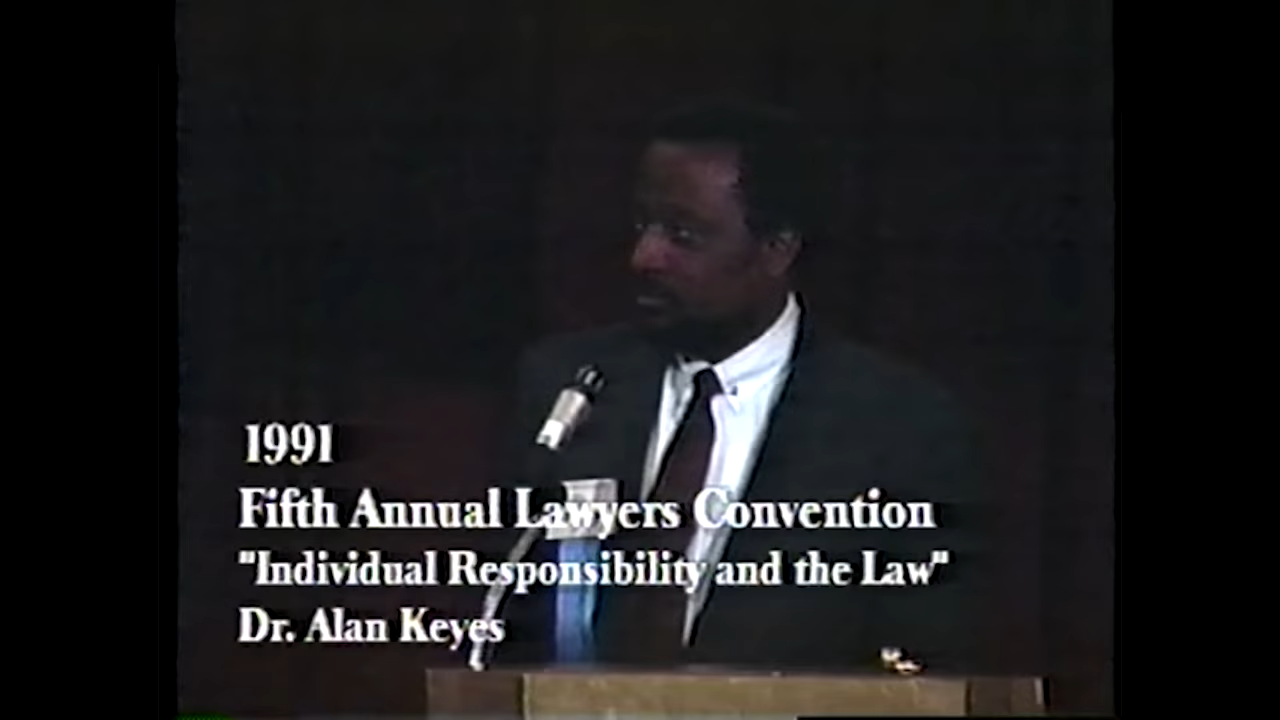 1991
Fifth Annual Lawyers Convention
"Individual Responsibility and the Law"
Dr. Alan Keyes